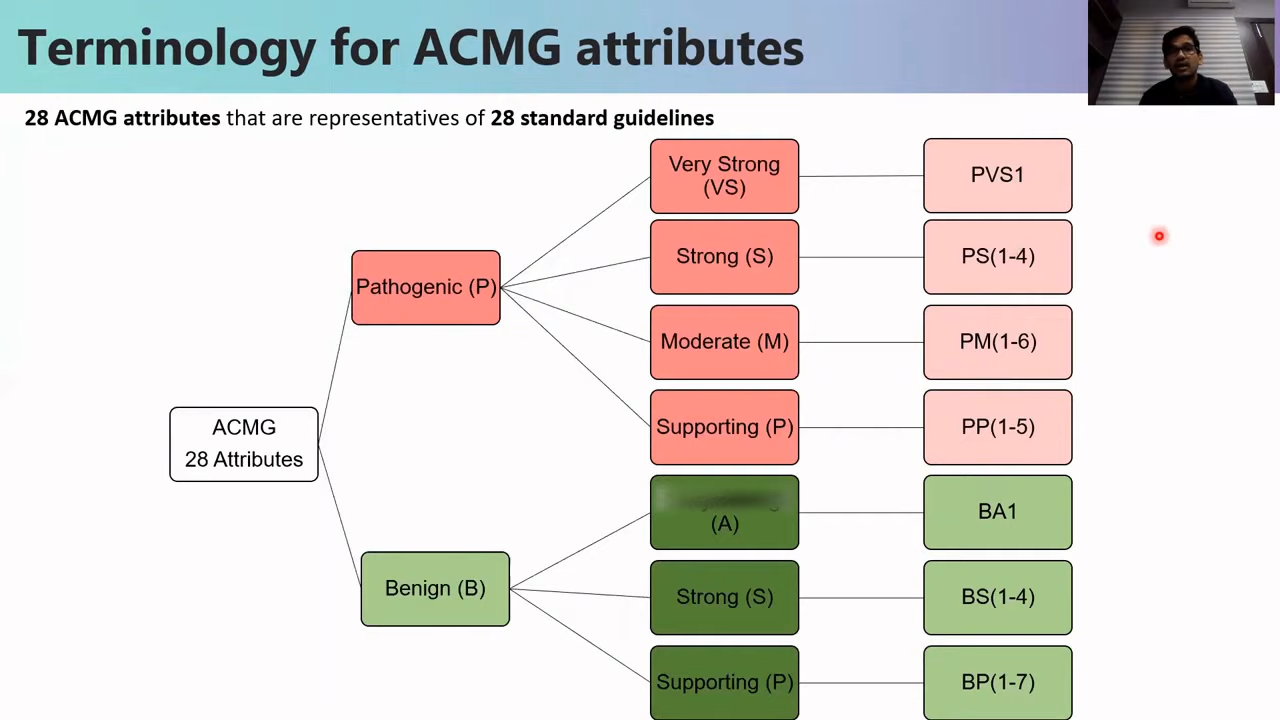 Terminology for ACMG attributes
28 ACMG attributes that are representatives of 28 standard guidelines
Very Strong
(VS)
PVS1
Strong (S)
PS(1-4)
Pathogenic (P)
Moderate (M)
PM(1-6)
Supporting (P)
PP(1-5)
ACMG
28 Attributes
(A)
BA1
Benign (B)
Strong (S)
BS(1-4)
Supporting (P)
BP(1-7)